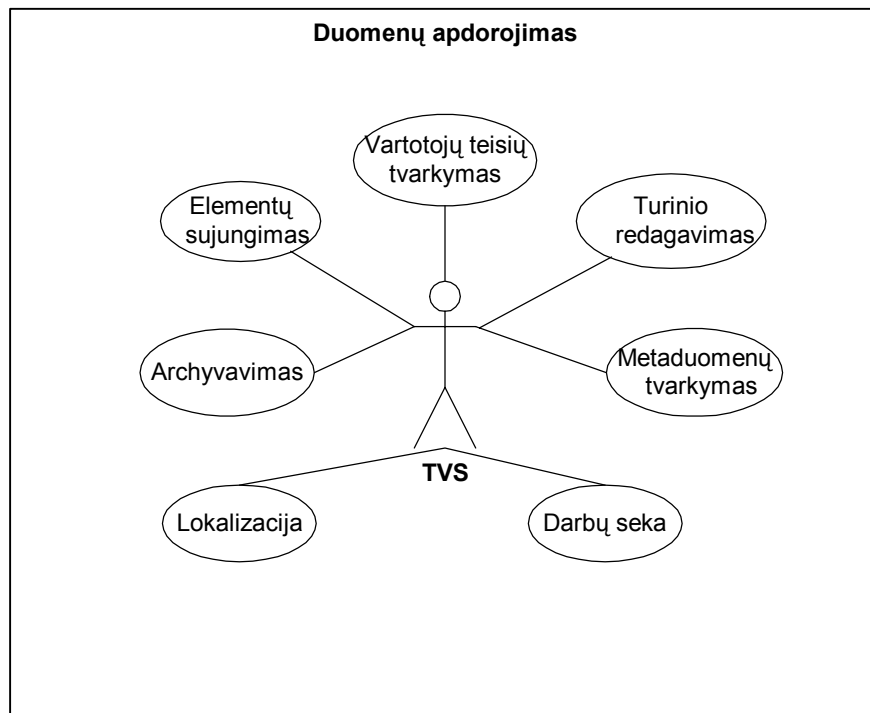 Duomenų apdorojimas
Vartotojų teisių
tvarkymas
Elementų
sujungimas
Turinio
redagavimas
Archyvavimas
Metaduomenų
tvarkymas
TVS
Lokalizacija
Darbų seka